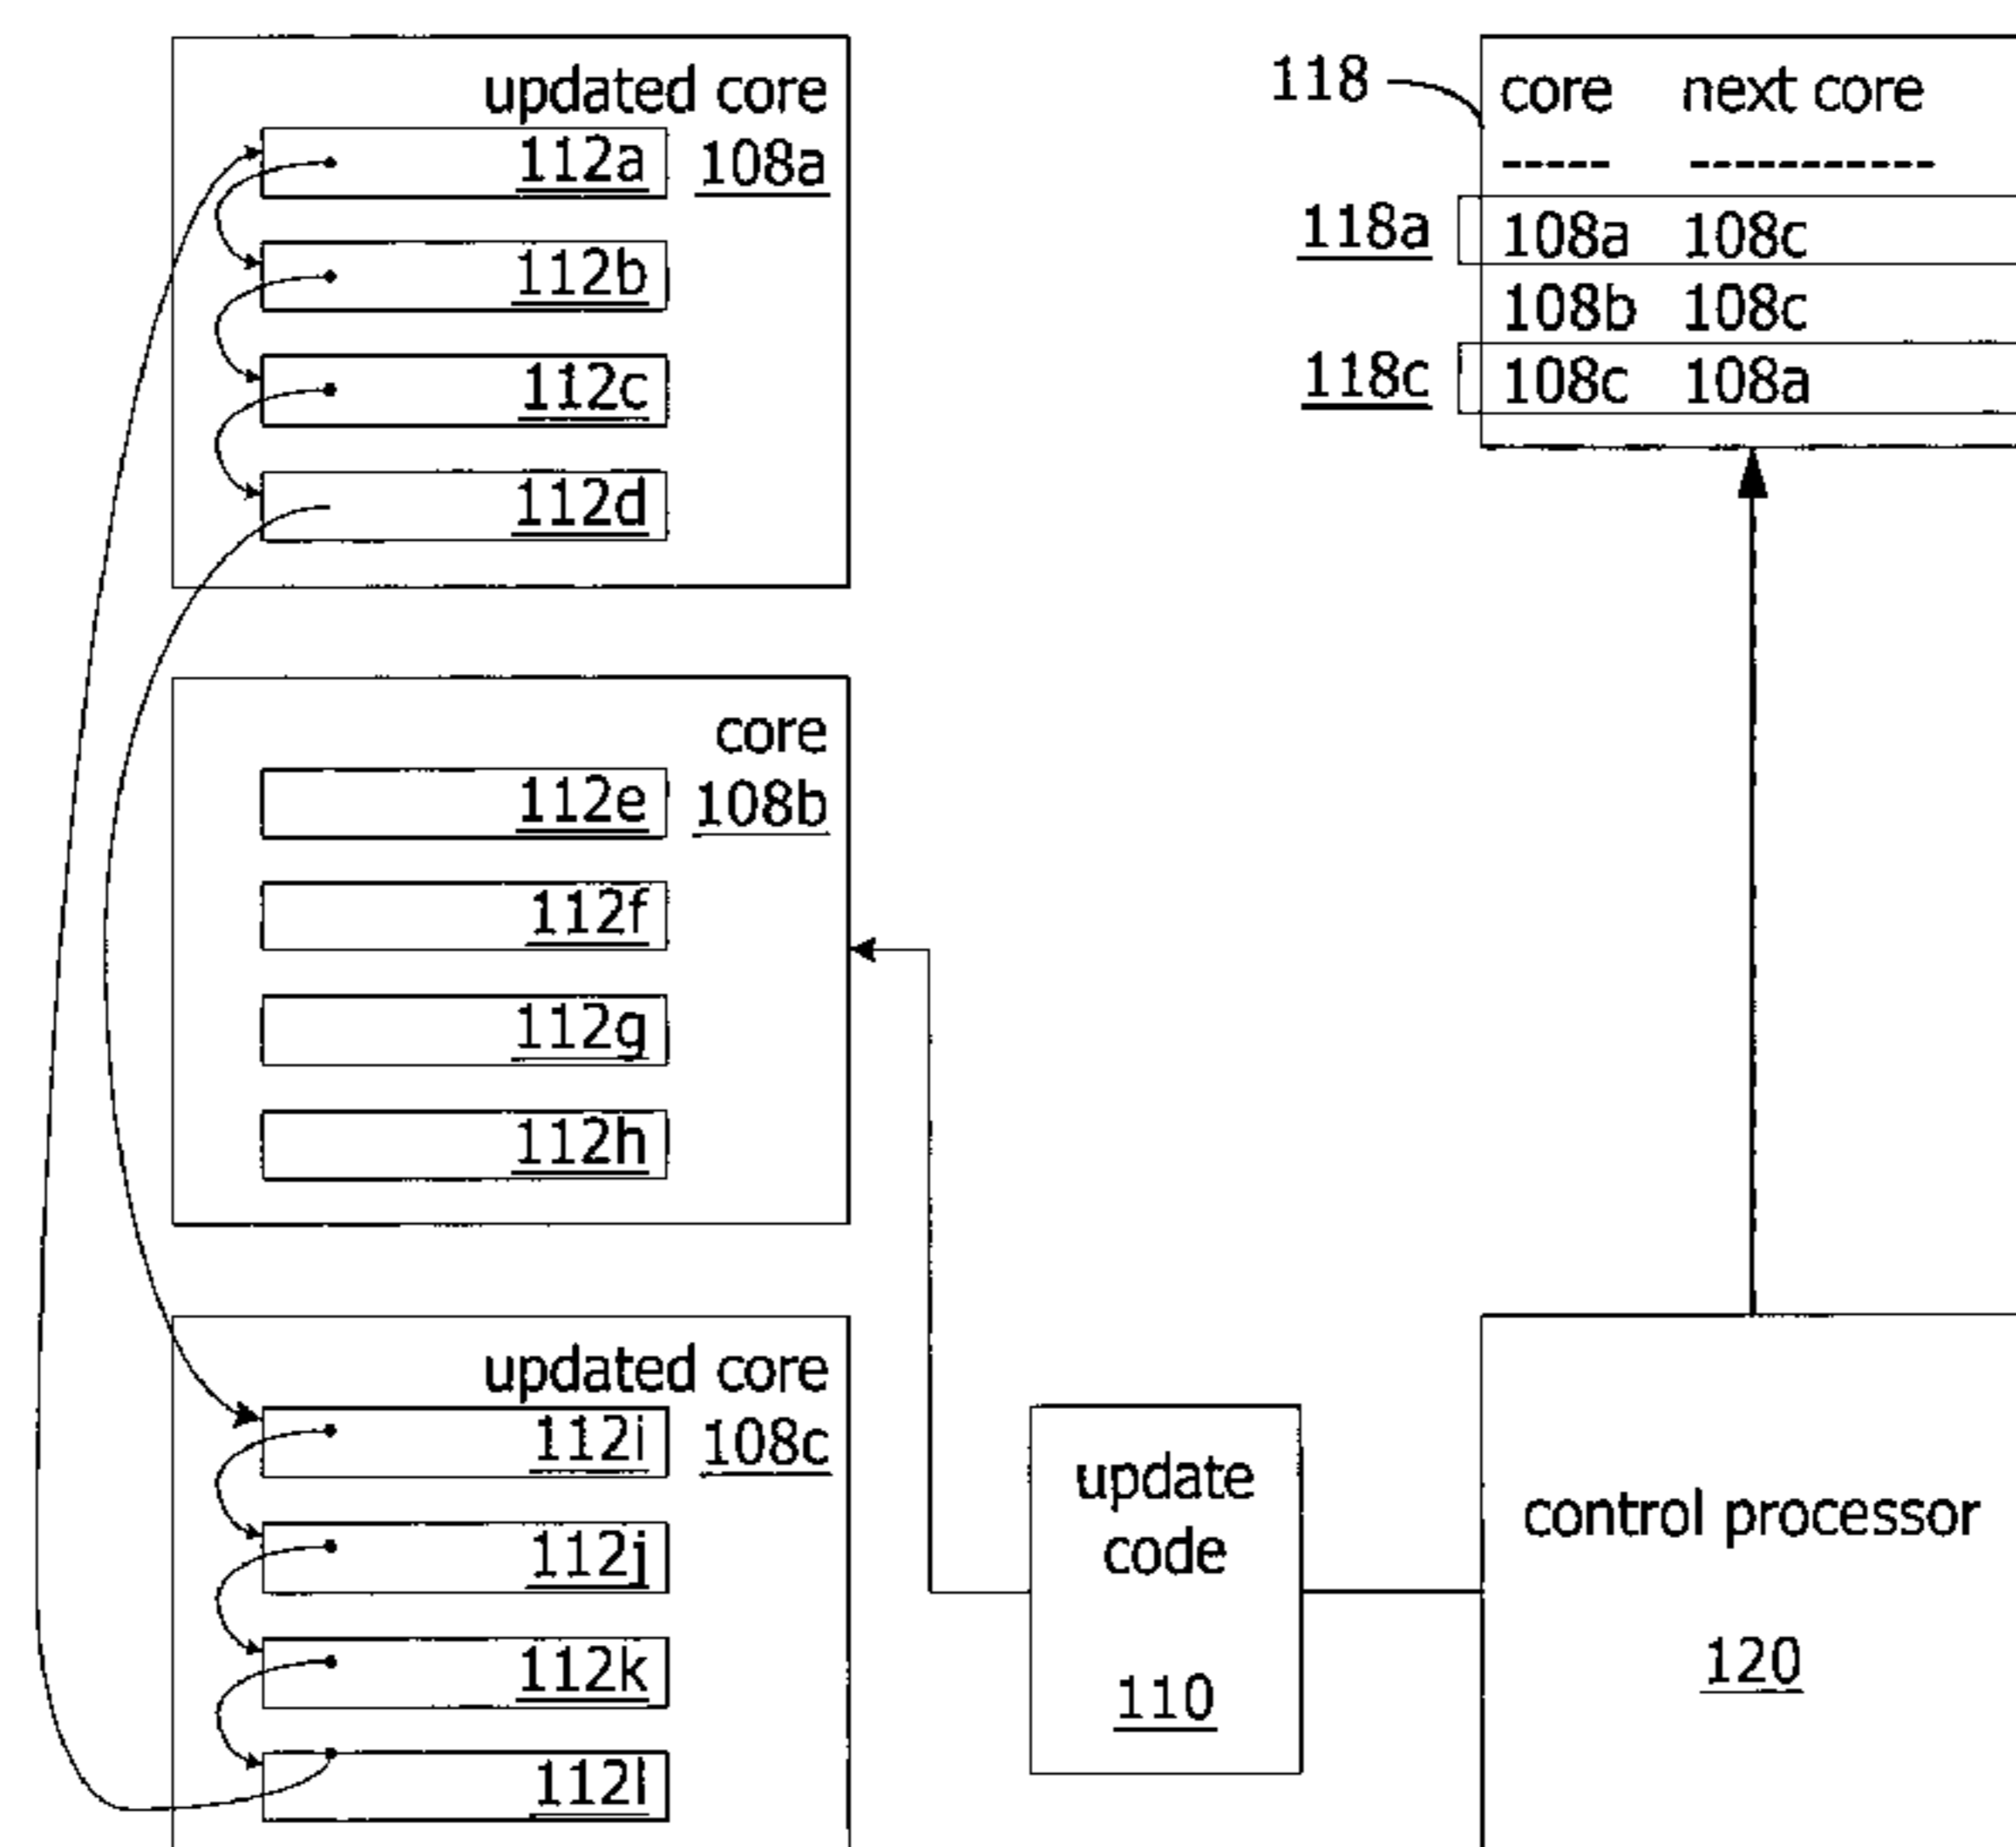 updated core
112a 108a
112b
112c
112d
core
112e 108b
112f
112g
112h
updated core
112i 108c
112j
112k
112l
118
core next core
----- -----------
118a 108a 108c
108b 108c
118c 108c 108a
update
code
110
control processor
120